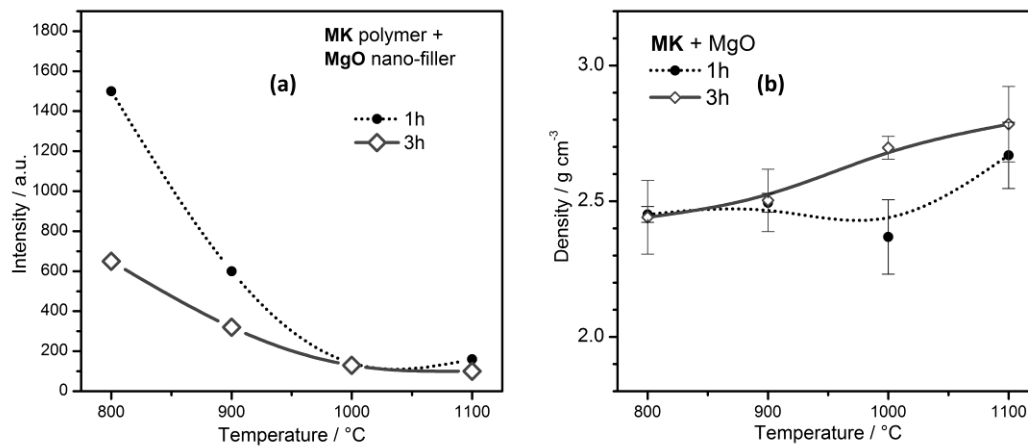 1800
1600
1400
1200
1000
800
600
400
200
0
Intensity / a.u.
800
900
1000
1100
Temperature / °C
(a)
MK polymer +
MgO nano-filler
1h
3h
3.0
2.5
2.0
Density / g cm-3
800
900
1000
1100
Temperature / °C
MK + MgO
1h
3h
(b)